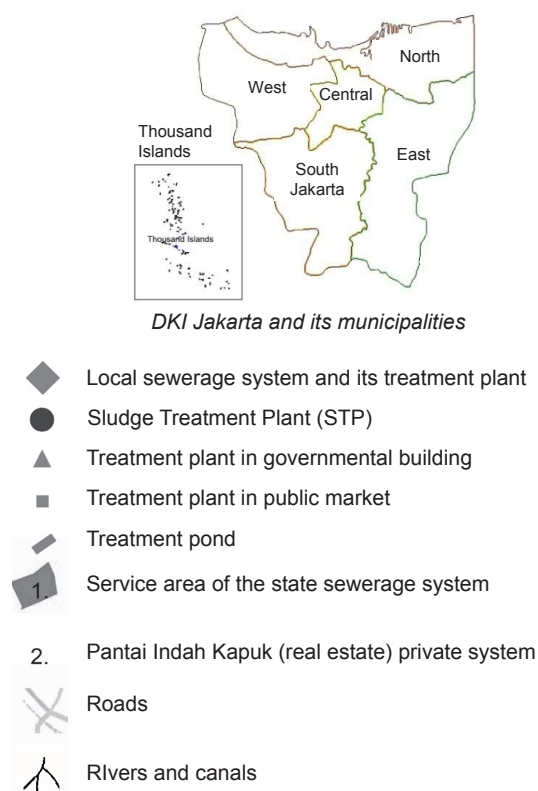 North
West
Central
Thousand
Islands
East
South
Jakarta
Thousand Islands
DKI Jakarta and its municipalities
Local sewerage system and its treatment plant
Sludge Treatment Plant (STP)
Treatment plant in governmental building
Treatment plant in public market
Treatment pond
1. Service area of the state sewerage system
2. Pantai Indah Kapuk (real estate) private system
Roads
RIvers and canals